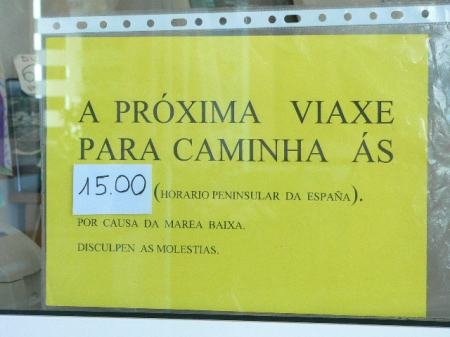 A PRÓXIMA VIAXE
PARA CAMINHA ÁS
15.00 (HORARIO PENINSULAR DA ESPAÑA).
POR CAUSA DA MAREA BAIXA.
DISCULPEN AS MOLESTIAS.